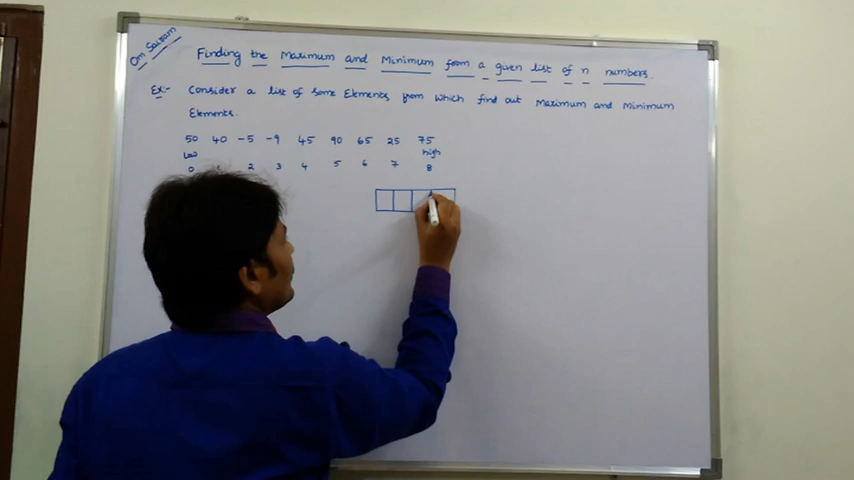 Om Sairam
Finding the Maximum and Minimum from a given list of n numbers.
Ex:- Consider a list of some Elements from which find out Maximum and Minimum
Elements.
50 40 -5 -9 45 90 65 25 75
Low high
0 2 3 4 5 6 7 8